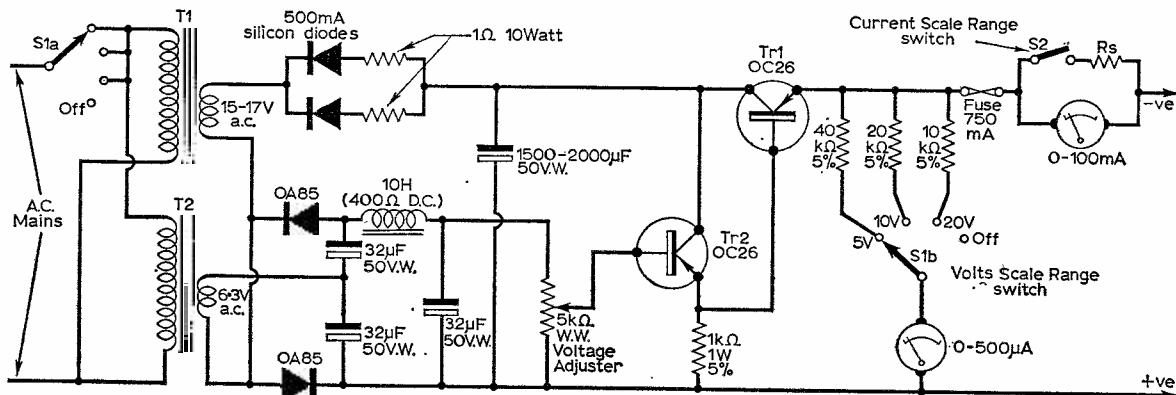 T1
500mA
silicon diodes
1Ω 10Watt
Current Scale Range
switch
S1a
S2
Rs
Tr1
OC26
-ve
Off
15-17V
a.c.
Fuse
750
mA
40
kΩ
5%
20
kΩ
5%
10
kΩ
5%
0-100mA
1500-2000µF
50V.W.
10H
(400Ω D.C.)
OA85
A.C.
Mains
T2
Tr2
OC26
10V
20V
5V
Off
S1b
Volts Scale Range
switch
32µF
50V.W.
6·3V
a.c.
32µF
50V.W.
32µF
50V.W.
5kΩ
W.W.
Voltage
Adjuster
1kΩ
1W
5%
0-500µA
OA85
+ve